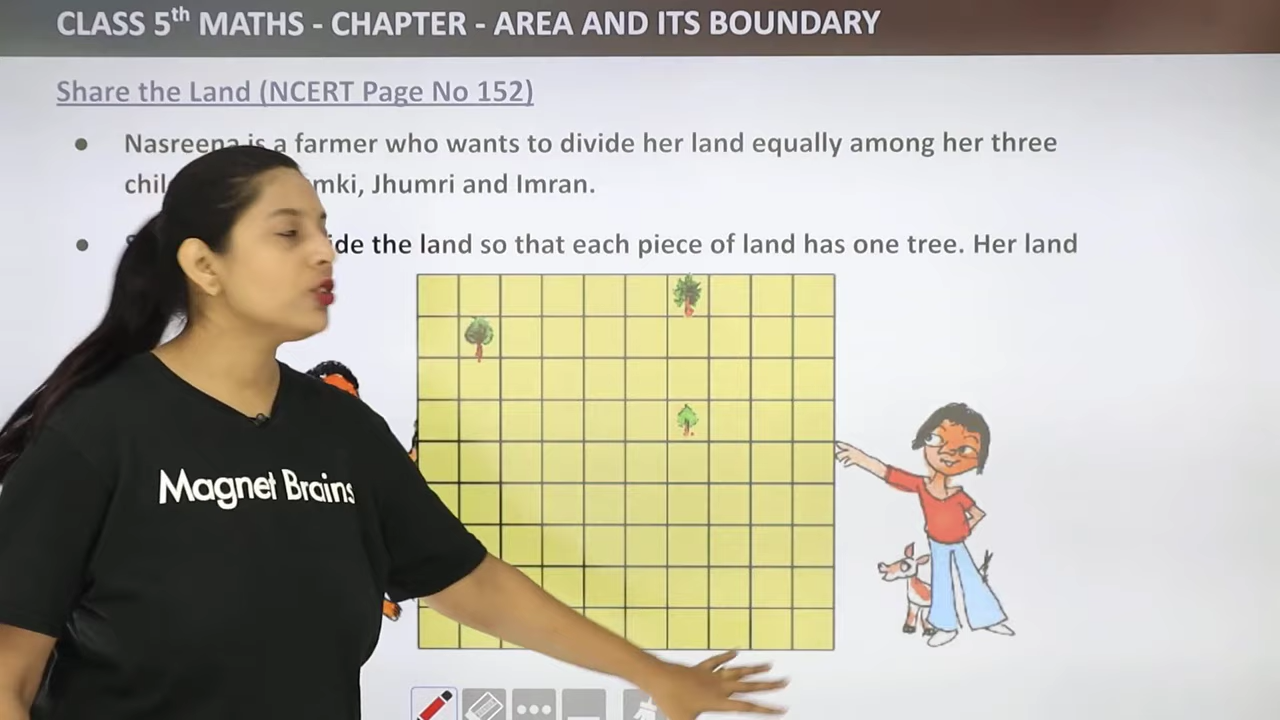 CLASS 5th MATHS - CHAPTER - AREA AND ITS BOUNDARY
Share the Land (NCERT Page No 152)
Nasreena is a farmer who wants to divide her land equally among her three
Jhumri and Imran.
the land so that each piece of land has one tree. Her land
Magnet Brains